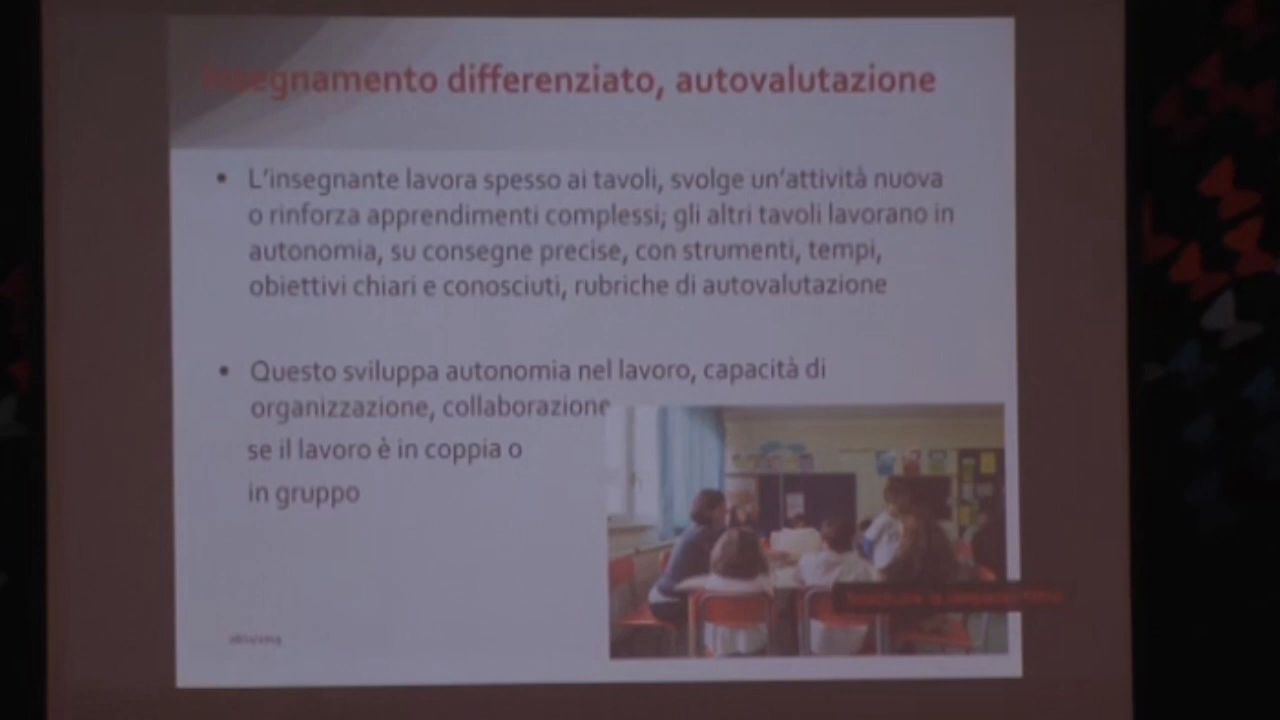 Insegnamento differenziato, autovalutazione
• L'insegnante lavora spesso ai tavoli, svolge un'attività nuova
o rinforza apprendimenti complessi; gli altri tavoli lavorano in
autonomia, su consegne precise, con strumenti, tempi,
obiettivi chiari e conosciuti, rubriche di autovalutazione
• Questo sviluppa autonomia nel lavoro, capacità di
organizzazione, collaborazione
se il lavoro è in coppia o
in gruppo